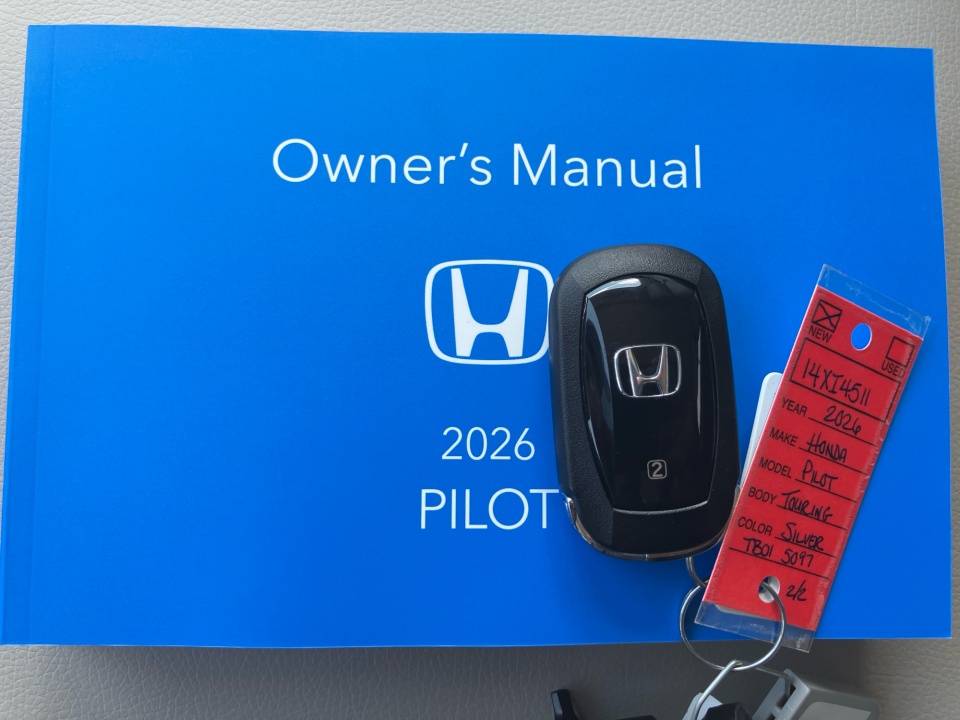 Owner's Manual
2026
PILOT
2
NEW
USED
14XI4511
YEAR 2026
MAKE HONDA
MODEL PILOT
BODY TOURING
COLOR SILVER
TB01 5097
2/2